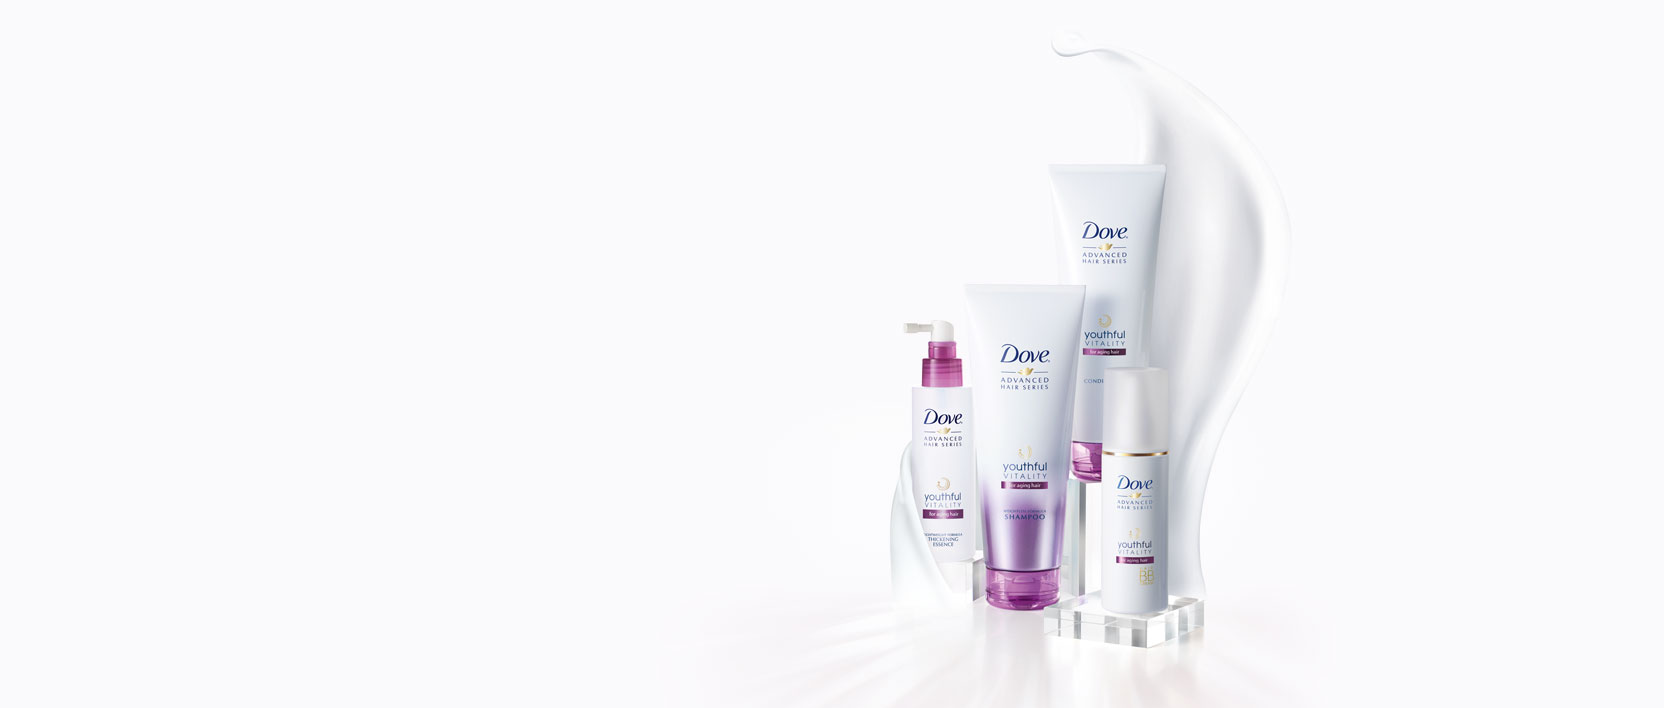 Dove
ADVANCED
HAIR SERIES
youthful
VITALITY
for aging hair
Dove
ADVANCED
HAIR SERIES
youthful
VITALITY
for aging hair
SHAMPOO
Dove
ADVANCED
HAIR SERIES
youthful
VITALITY
for aging hair
THICKENING
ESSENCE
Dove
ADVANCED
HAIR SERIES
youthful
VITALITY
for aging hair
BB